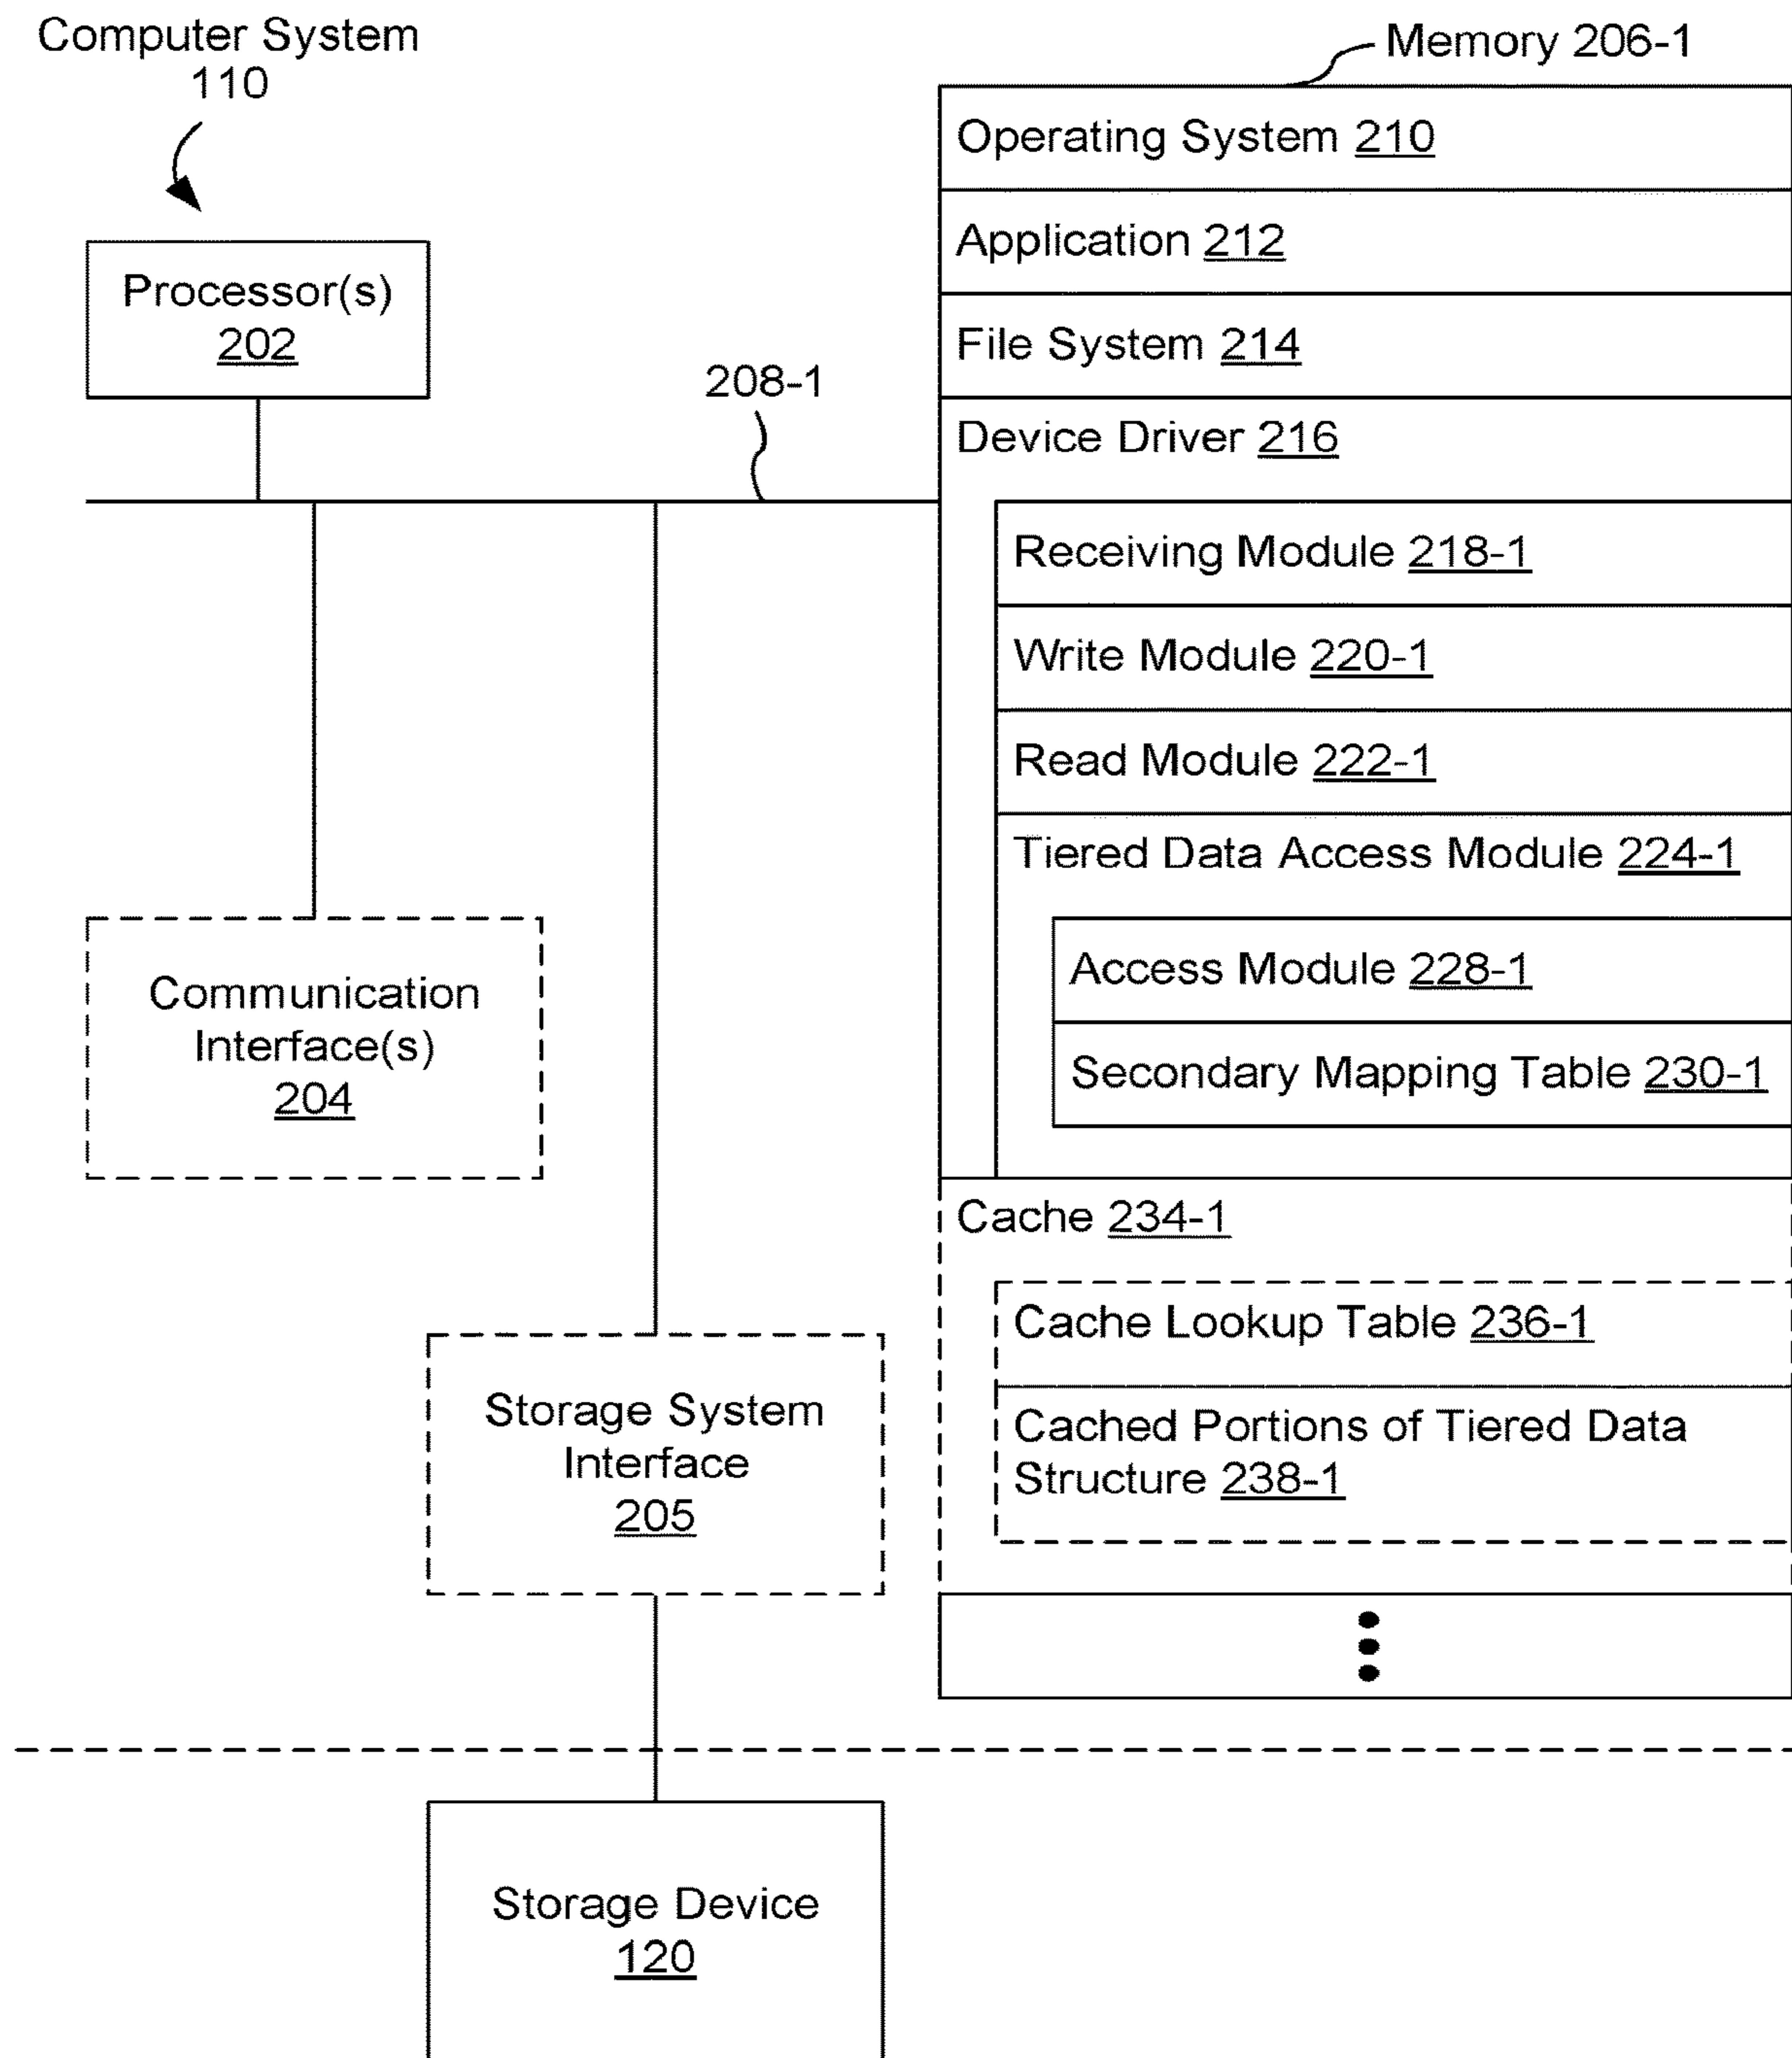 Computer System
110
Processor(s)
202
208-1
Communication
Interface(s)
204
Storage System
Interface
205
Storage Device
120
Memory 206-1
Operating System 210
Application 212
File System 214
Device Driver 216
Receiving Module 218-1
Write Module 220-1
Read Module 222-1
Tiered Data Access Module 224-1
Access Module 228-1
Secondary Mapping Table 230-1
Cache 234-1
Cache Lookup Table 236-1
Cached Portions of Tiered Data
Structure 238-1